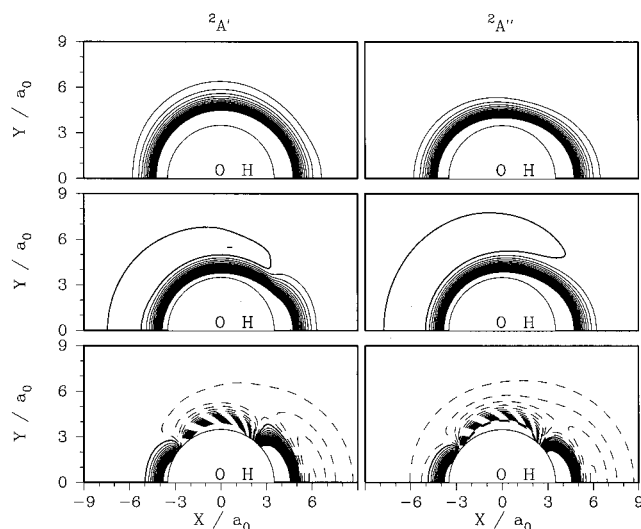 ²A′ ²A″
9
6
3
0
Y / a₀
O H
O H
9
6
3
0
Y / a₀
O H
O H
9
6
3
0
Y / a₀
O H
O H
−9 −6 −3 0 3 6 −6 −3 0 3 6 9
X / a₀ X / a₀